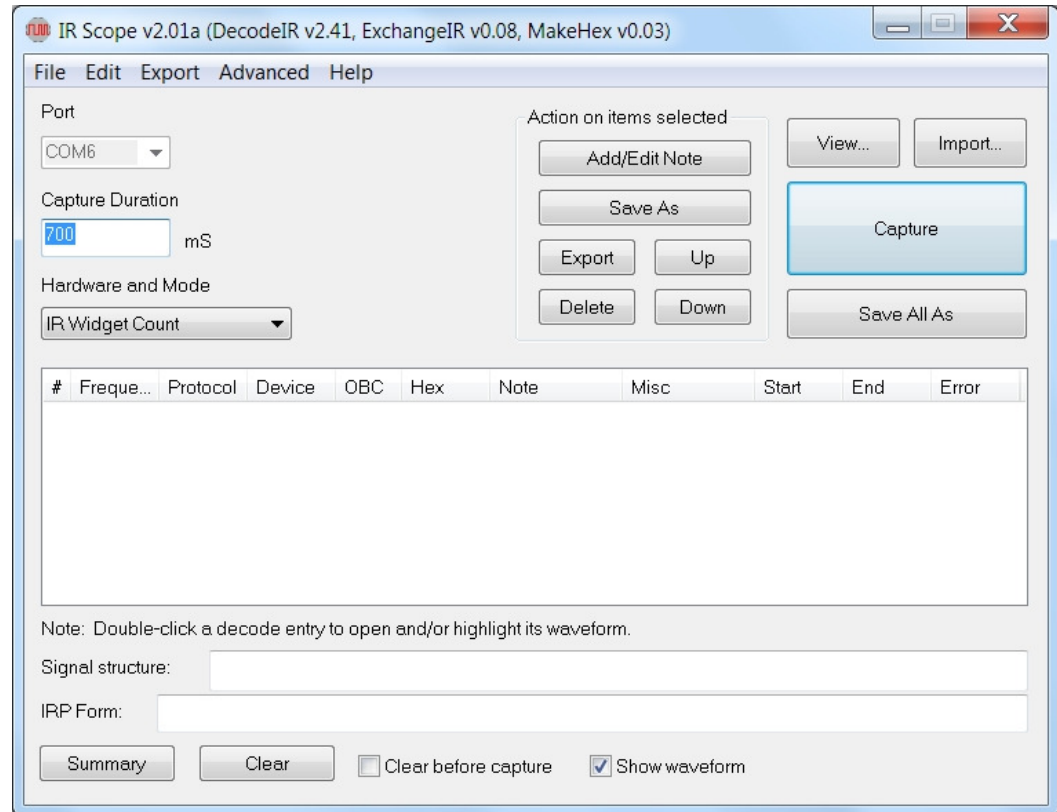 IR Scope v2.01a (DecodeIR v2.41, ExchangeIR v0.08, MakeHex v0.03)
File Edit Export Advanced Help
Port
COM6
Capture Duration
700 mS
Hardware and Mode
IR Widget Count
Action on items selected
Add/Edit Note
Save As
Export Up
Delete Down
View... Import...
Capture
Save All As
# Freque... Protocol Device OBC Hex Note Misc Start End Error
Note: Double-click a decode entry to open and/or highlight its waveform.
Signal structure:
IRP Form:
Summary Clear Clear before capture Show waveform